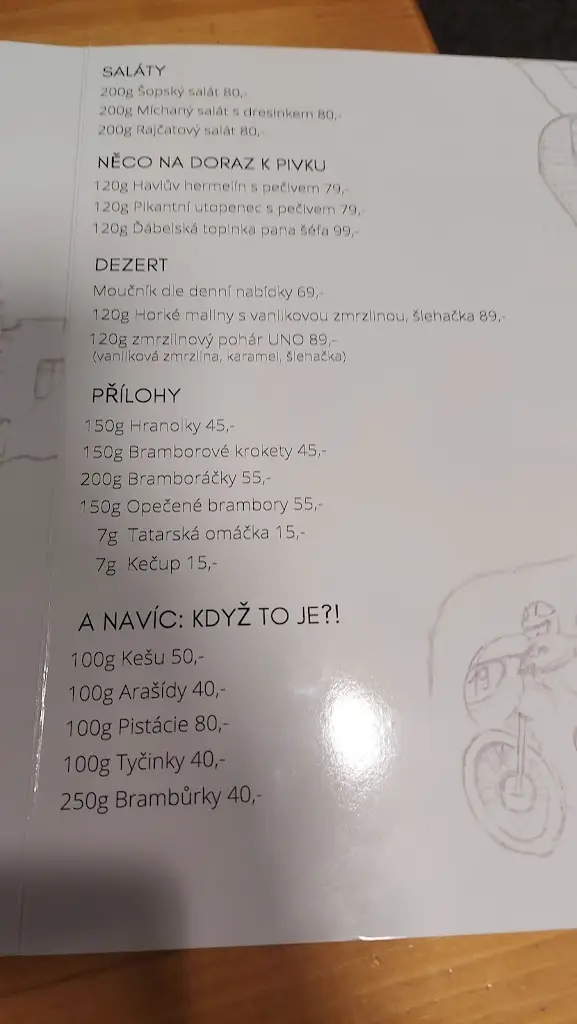 SALÁTY
200g Šopský salát 80,-
200g Míchaný salát s dresinkem 80,-
200g Rajčatový salát 80,-
NĚCO NA DORAZ K PIVKU
120g Havlův hermelín s pečivem 79,-
120g Pikantní utopenec s pečivem 79,-
120g Ďábelská topinka pana šéfa 99,-
DEZERT
Moučník dle denní nabídky 69,-
120g Horké maliny s vanilkovou zmrzlinou, šlehačka 89,-
120g zmrzlinový pohár UNO 89,-
(vanilková zmrzlina, karamel, šlehačka)
PŘÍLOHY
150g Hranolky 45,-
150g Bramborové krokety 45,-
200g Bramboráčky 55,-
150g Opečené brambory 55,-
7g Tatarská omáčka 15,-
7g Kečup 15,-
A NAVÍC: KDYŽ TO JE?!
100g Kešu 50,-
100g Arašídy 40,-
100g Pistácie 80,-
100g Tyčinky 40,-
250g Brambůrky 40,-